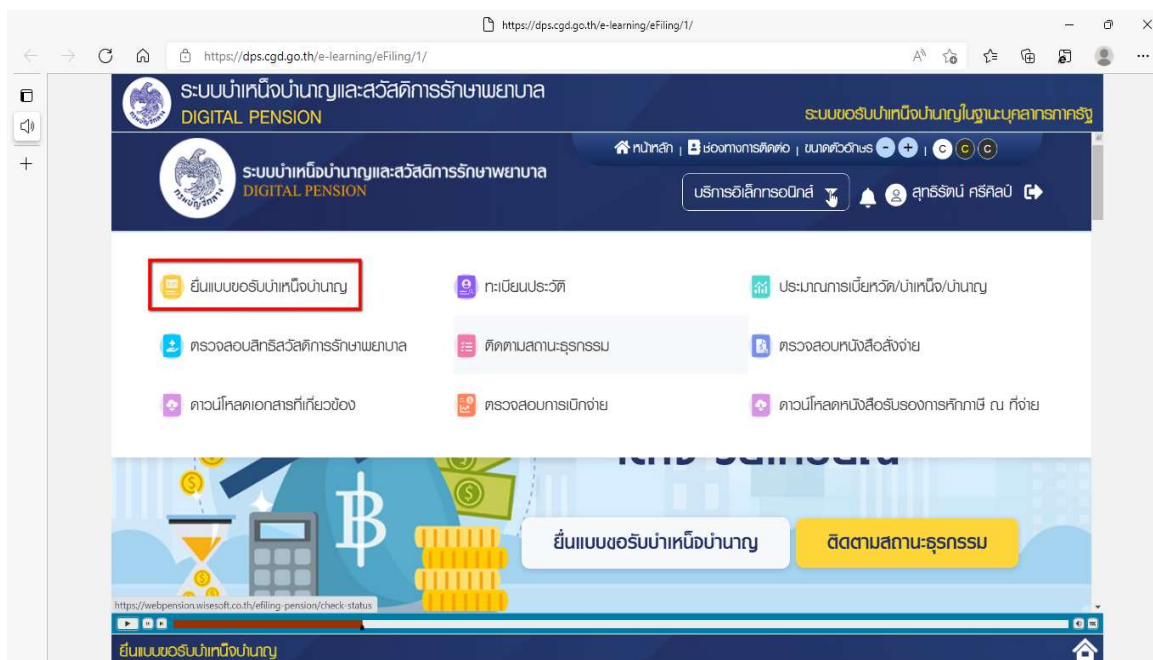 https://dps.cgd.go.th/e-learning/eFiling/1/
https://dps.cgd.go.th/e-learning/eFiling/1/
ระบบบำเหน็จบำนาญและสวัสดิการรักษาพยาบาล
DIGITAL PENSION
ระบบขอรับบำเหน็จบำนาญในฐานะบุคลากรภาครัฐ
หน้าหลัก | ช่องทางการติดต่อ | ขนาดตัวอักษร - + | C C C
ระบบบำเหน็จบำนาญและสวัสดิการรักษาพยาบาล
DIGITAL PENSION
บริการอิเล็กทรอนิกส์
สุทธิรัตน์ ศรีศิลป์
ยื่นแบบขอรับบำเหน็จบำนาญ
ทะเบียนประวัติ
ประมาณการเบี้ยหวัด/บำเหน็จ/บำนาญ
ตรวจสอบสิทธิสวัสดิการรักษาพยาบาล
ติดตามสถานะธุรกรรม
ตรวจสอบหนังสือสั่งจ่าย
ดาวน์โหลดเอกสารที่เกี่ยวข้อง
ตรวจสอบการเบิกจ่าย
ดาวน์โหลดหนังสือรับรองการหักภาษี ณ ที่จ่าย
ยื่นแบบขอรับบำเหน็จบำนาญ
ติดตามสถานะธุรกรรม
https://webpension.wisesoft.co.th/efiling-pension/check-status
ยื่นแบบขอรับบำเหน็จบำนาญ